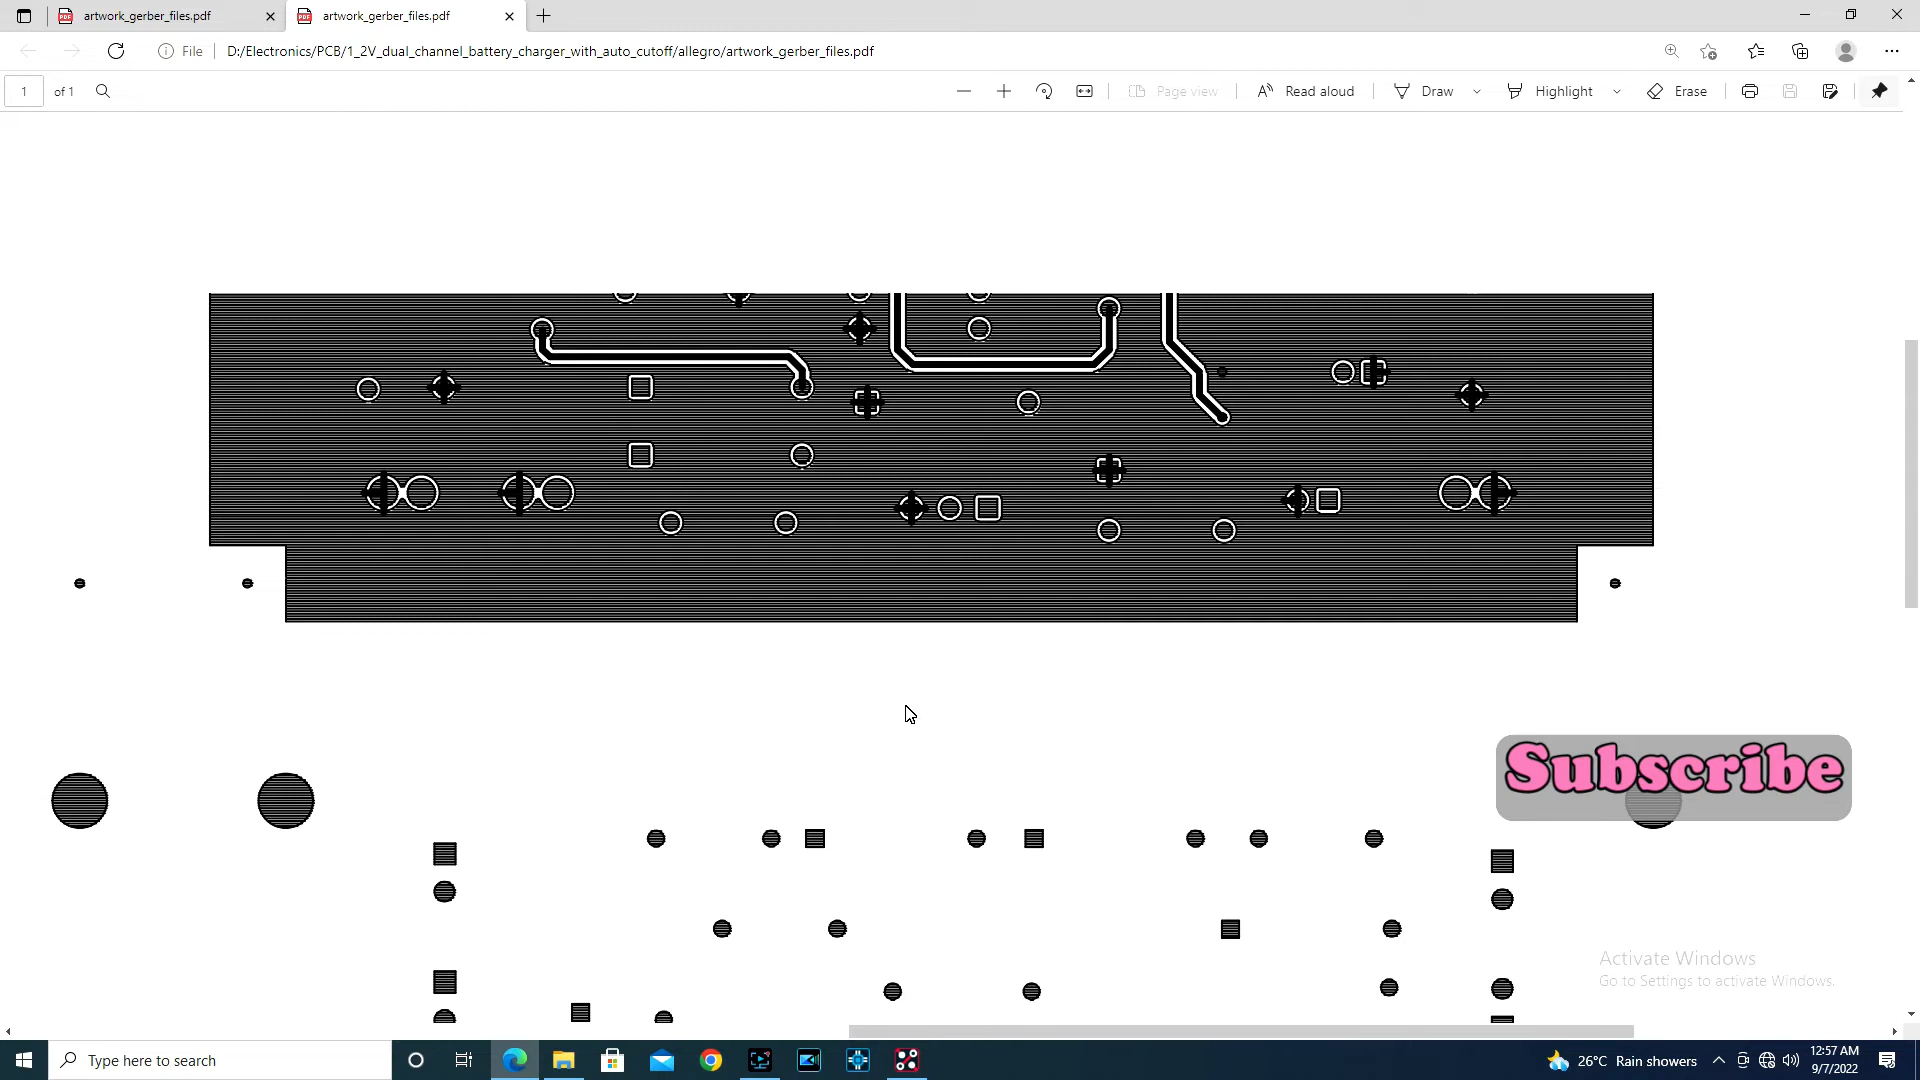 artwork_gerber_files.pdf
artwork_gerber_files.pdf
File
D:/Electronics/PCB/1_2V_dual_channel_battery_charger_with_auto_cutoff/allegro/artwork_gerber_files.pdf
1 of 1
Page view
Read aloud
Draw
Highlight
Erase
Subscribe
Activate Windows
Go to Settings to activate Windows.
Type here to search
26°C Rain showers
12:57 AM
9/7/2022